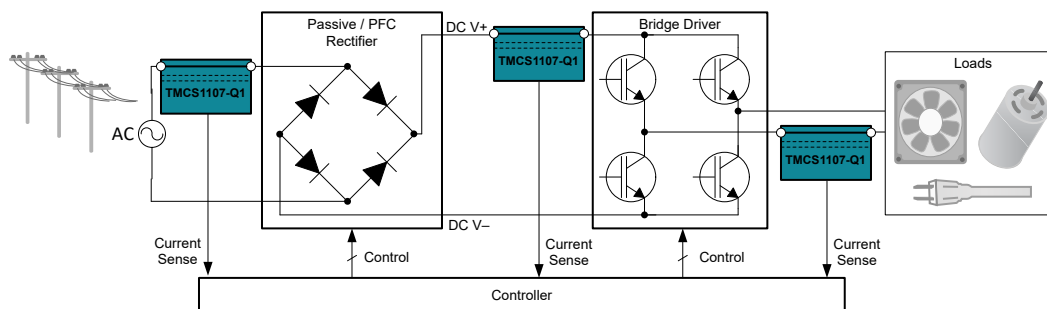 Passive / PFC
Rectifier
DC V+
Bridge Driver
TMCS1107-Q1
TMCS1107-Q1
Loads
AC
TMCS1107-Q1
DC V–
Current
Sense
Control
Current
Sense
Control
Current
Sense
Controller